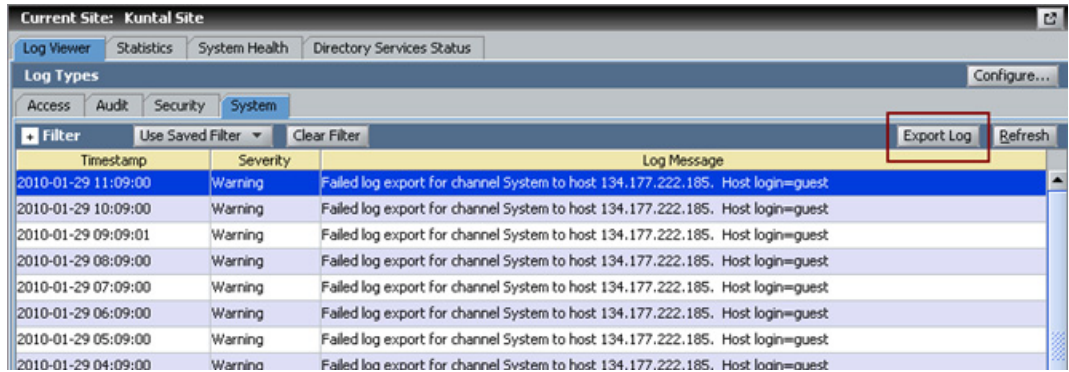 Current Site: Kuntal Site
Log Viewer Statistics System Health Directory Services Status
Log Types Configure...
Access Audit Security System
+ Filter Use Saved Filter Clear Filter Export Log Refresh
Timestamp Severity Log Message
2010-01-29 11:09:00 Warning Failed log export for channel System to host 134.177.222.185. Host login=guest
2010-01-29 10:09:00 Warning Failed log export for channel System to host 134.177.222.185. Host login=guest
2010-01-29 09:09:01 Warning Failed log export for channel System to host 134.177.222.185. Host login=guest
2010-01-29 08:09:00 Warning Failed log export for channel System to host 134.177.222.185. Host login=guest
2010-01-29 07:09:00 Warning Failed log export for channel System to host 134.177.222.185. Host login=guest
2010-01-29 06:09:00 Warning Failed log export for channel System to host 134.177.222.185. Host login=guest
2010-01-29 05:09:00 Warning Failed log export for channel System to host 134.177.222.185. Host login=guest
2010-01-29 04:09:00 Warning Failed log export for channel System to host 134.177.222.185. Host login=guest